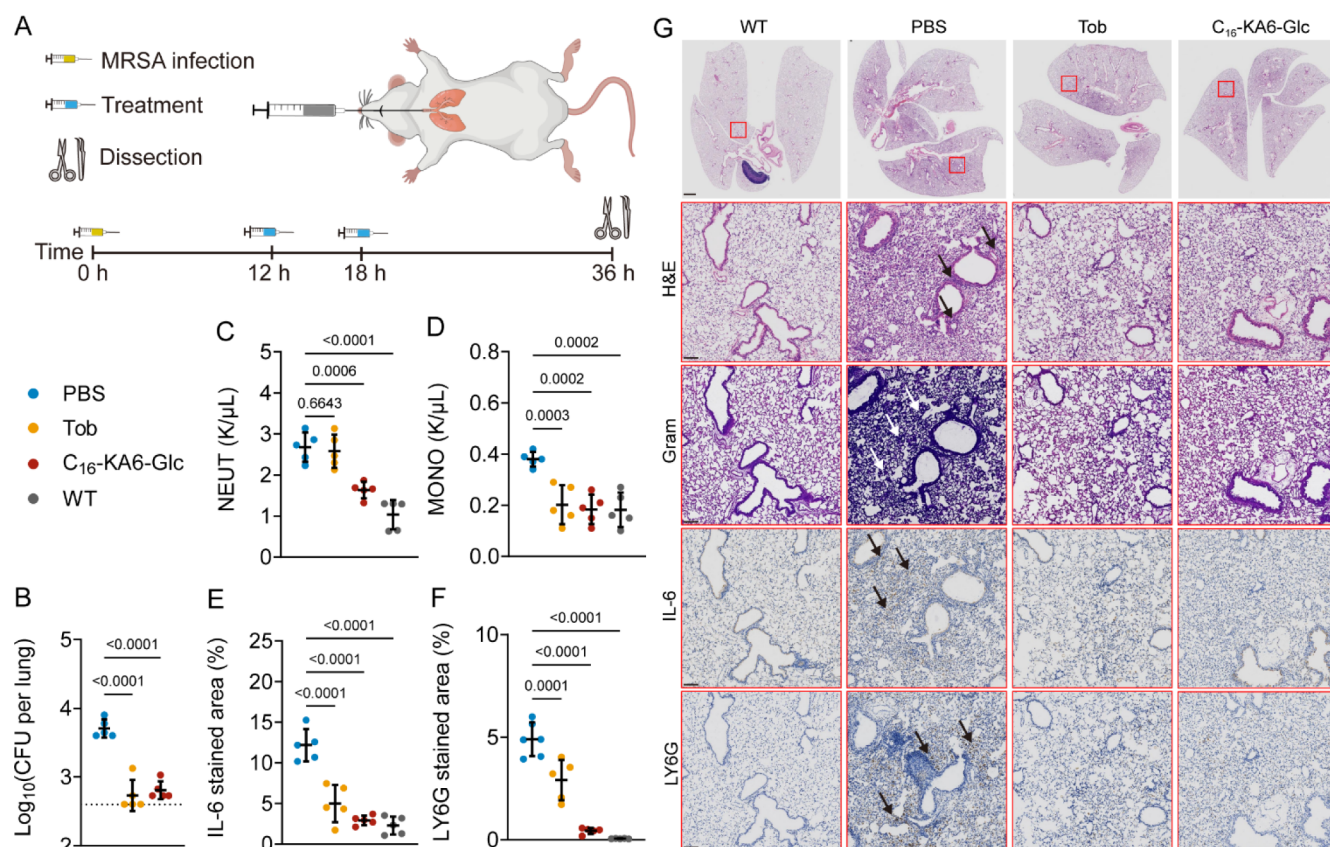 A
MRSA infection
Treatment
Dissection
Time
0 h
12 h
18 h
36 h
PBS
Tob
C₁₆-KA6-Glc
WT
C
NEUT (K/μL)
5
4
3
2
1
0
<0.0001
0.0006
0.6643
D
MONO (K/μL)
0.8
0.6
0.4
0.2
0.0
0.0002
0.0002
0.0003
B
Log₁₀(CFU per lung)
5
4
3
2
<0.0001
<0.0001
E
IL-6 stained area (%)
25
20
15
10
5
0
<0.0001
<0.0001
<0.0001
F
LY6G stained area (%)
10
5
0
<0.0001
<0.0001
0.0001
G
WT
PBS
Tob
C₁₆-KA6-Glc
H&E
Gram
IL-6
LY6G